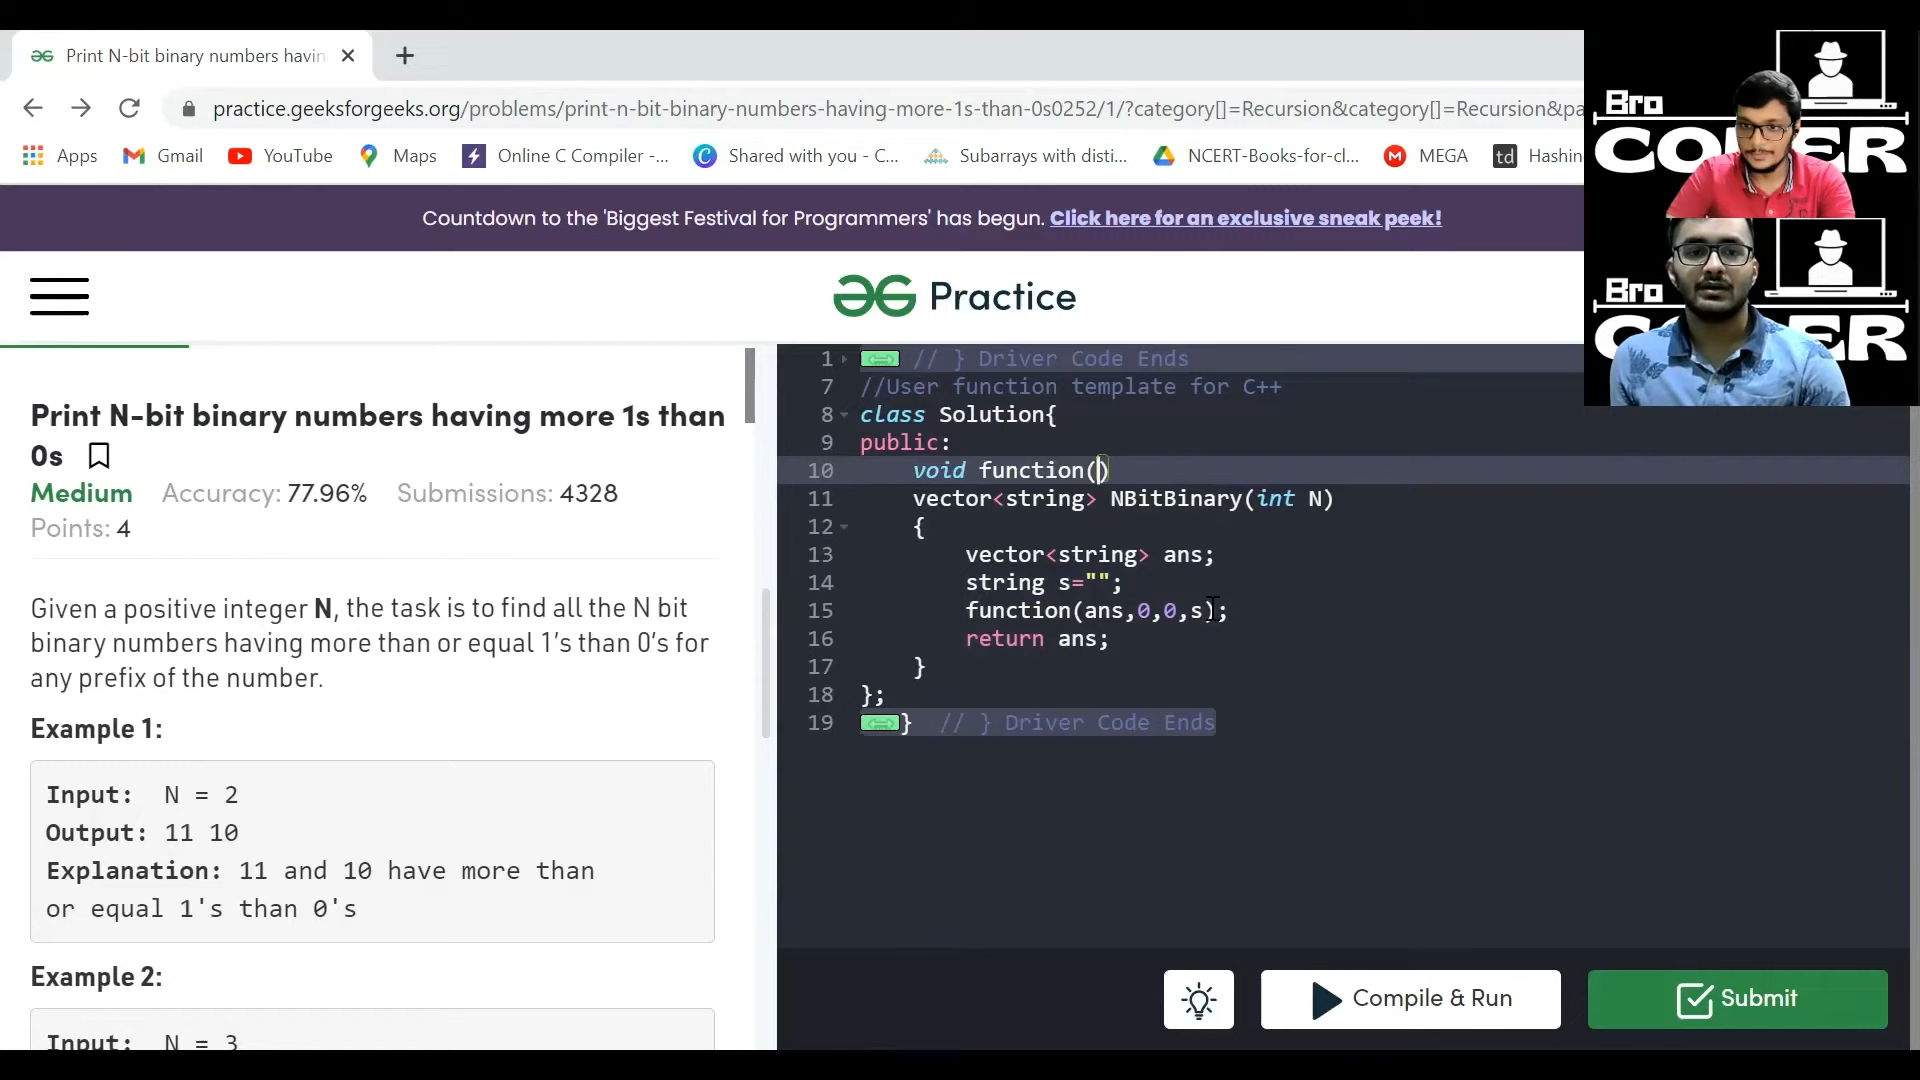 Print N-bit binary numbers havin
practice.geeksforgeeks.org/problems/print-n-bit-binary-numbers-having-more-1s-than-0s0252/1/?category[]=Recursion&category[]=Recursion&pa
Apps Gmail YouTube Maps Online C Compiler -... Shared with you - C... Subarrays with disti... NCERT-Books-for-cl... MEGA td Hashin
Bro
CODER
Bro
CODER
Countdown to the 'Biggest Festival for Programmers' has begun. Click here for an exclusive sneak peek!
Practice
Print N-bit binary numbers having more 1s than
0s
Medium Accuracy: 77.96% Submissions: 4328
Points: 4
Given a positive integer N, the task is to find all the N bit
binary numbers having more than or equal 1’s than 0’s for
any prefix of the number.
Example 1:
Input: N = 2
Output: 11 10
Explanation: 11 and 10 have more than
or equal 1's than 0's
Example 2:
Input: N = 3
1 // } Driver Code Ends
7 //User function template for C++
8 class Solution{
9 public:
10 void function()
11 vector<string> NBitBinary(int N)
12 {
13 vector<string> ans;
14 string s="";
15 function(ans,0,0,s);
16 return ans;
17 }
18 };
19 } // } Driver Code Ends
Compile & Run
Submit